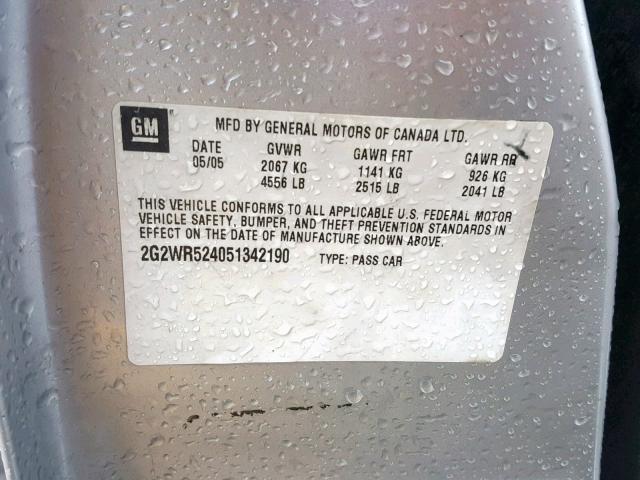 GM
MFD BY GENERAL MOTORS OF CANADA LTD.
DATE GVWR GAWR FRT GAWR RR
05/05 2067 KG 1141 KG 926 KG
4556 LB 2515 LB 2041 LB
THIS VEHICLE CONFORMS TO ALL APPLICABLE U.S. FEDERAL MOTOR
VEHICLE SAFETY, BUMPER, AND THEFT PREVENTION STANDARDS IN
EFFECT ON THE DATE OF MANUFACTURE SHOWN ABOVE.
2G2WR524051342190 TYPE: PASS CAR